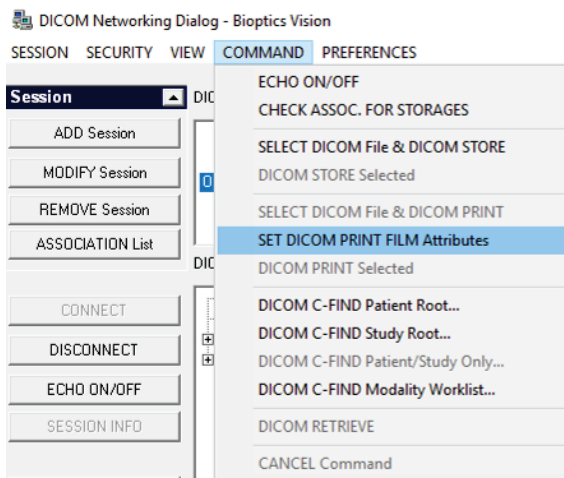 DICOM Networking Dialog - Bioptics Vision
SESSION SECURITY VIEW COMMAND PREFERENCES
Session
DIC
ADD Session
MODIFY Session
REMOVE Session
ASSOCIATION List
DIC
CONNECT
DISCONNECT
ECHO ON/OFF
SESSION INFO
ECHO ON/OFF
CHECK ASSOC. FOR STORAGES
SELECT DICOM File & DICOM STORE
DICOM STORE Selected
SELECT DICOM File & DICOM PRINT
SET DICOM PRINT FILM Attributes
DICOM PRINT Selected
DICOM C-FIND Patient Root...
DICOM C-FIND Study Root...
DICOM C-FIND Patient/Study Only...
DICOM C-FIND Modality Worklist...
DICOM RETRIEVE
CANCEL Command